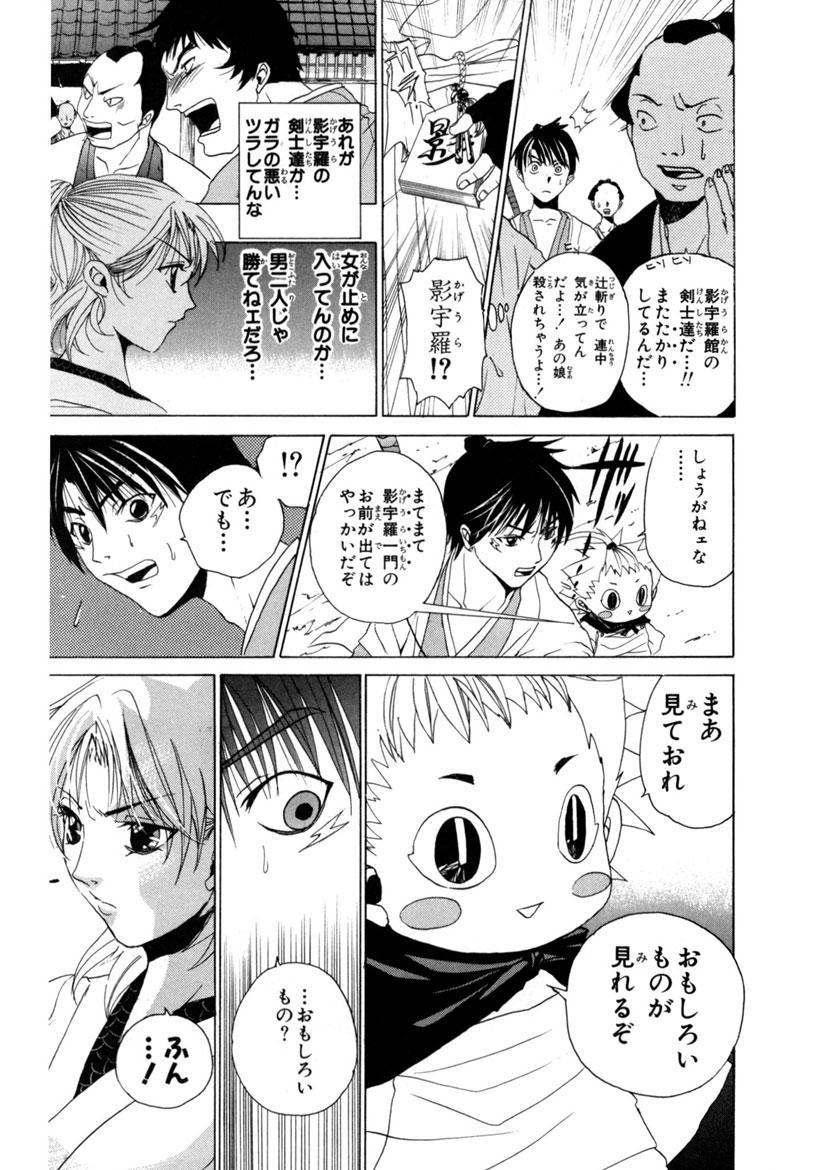 影宇羅館の
剣士達だ…!!
またたかり
してるんだ…
ヒソ ヒソ
辻斬りで 連中
気が立ってん
だよ…!あの娘
殺されちゃうよ…!
景
影宇羅!?
あれが
影宇羅の
剣士達か…
ガラの悪い
ツラしてんな
女が止めに
入ってんのか…
男二人じゃ
勝てねェだろ…
しょうがねェな
……
まてまて
影宇羅一門の
お前が出ては
やっかいだぞ
!?
あ…
でも…
まあ
見ておれ
おもしろい
ものが
見れるぞ
…おもしろい
もの?
ふん
…!